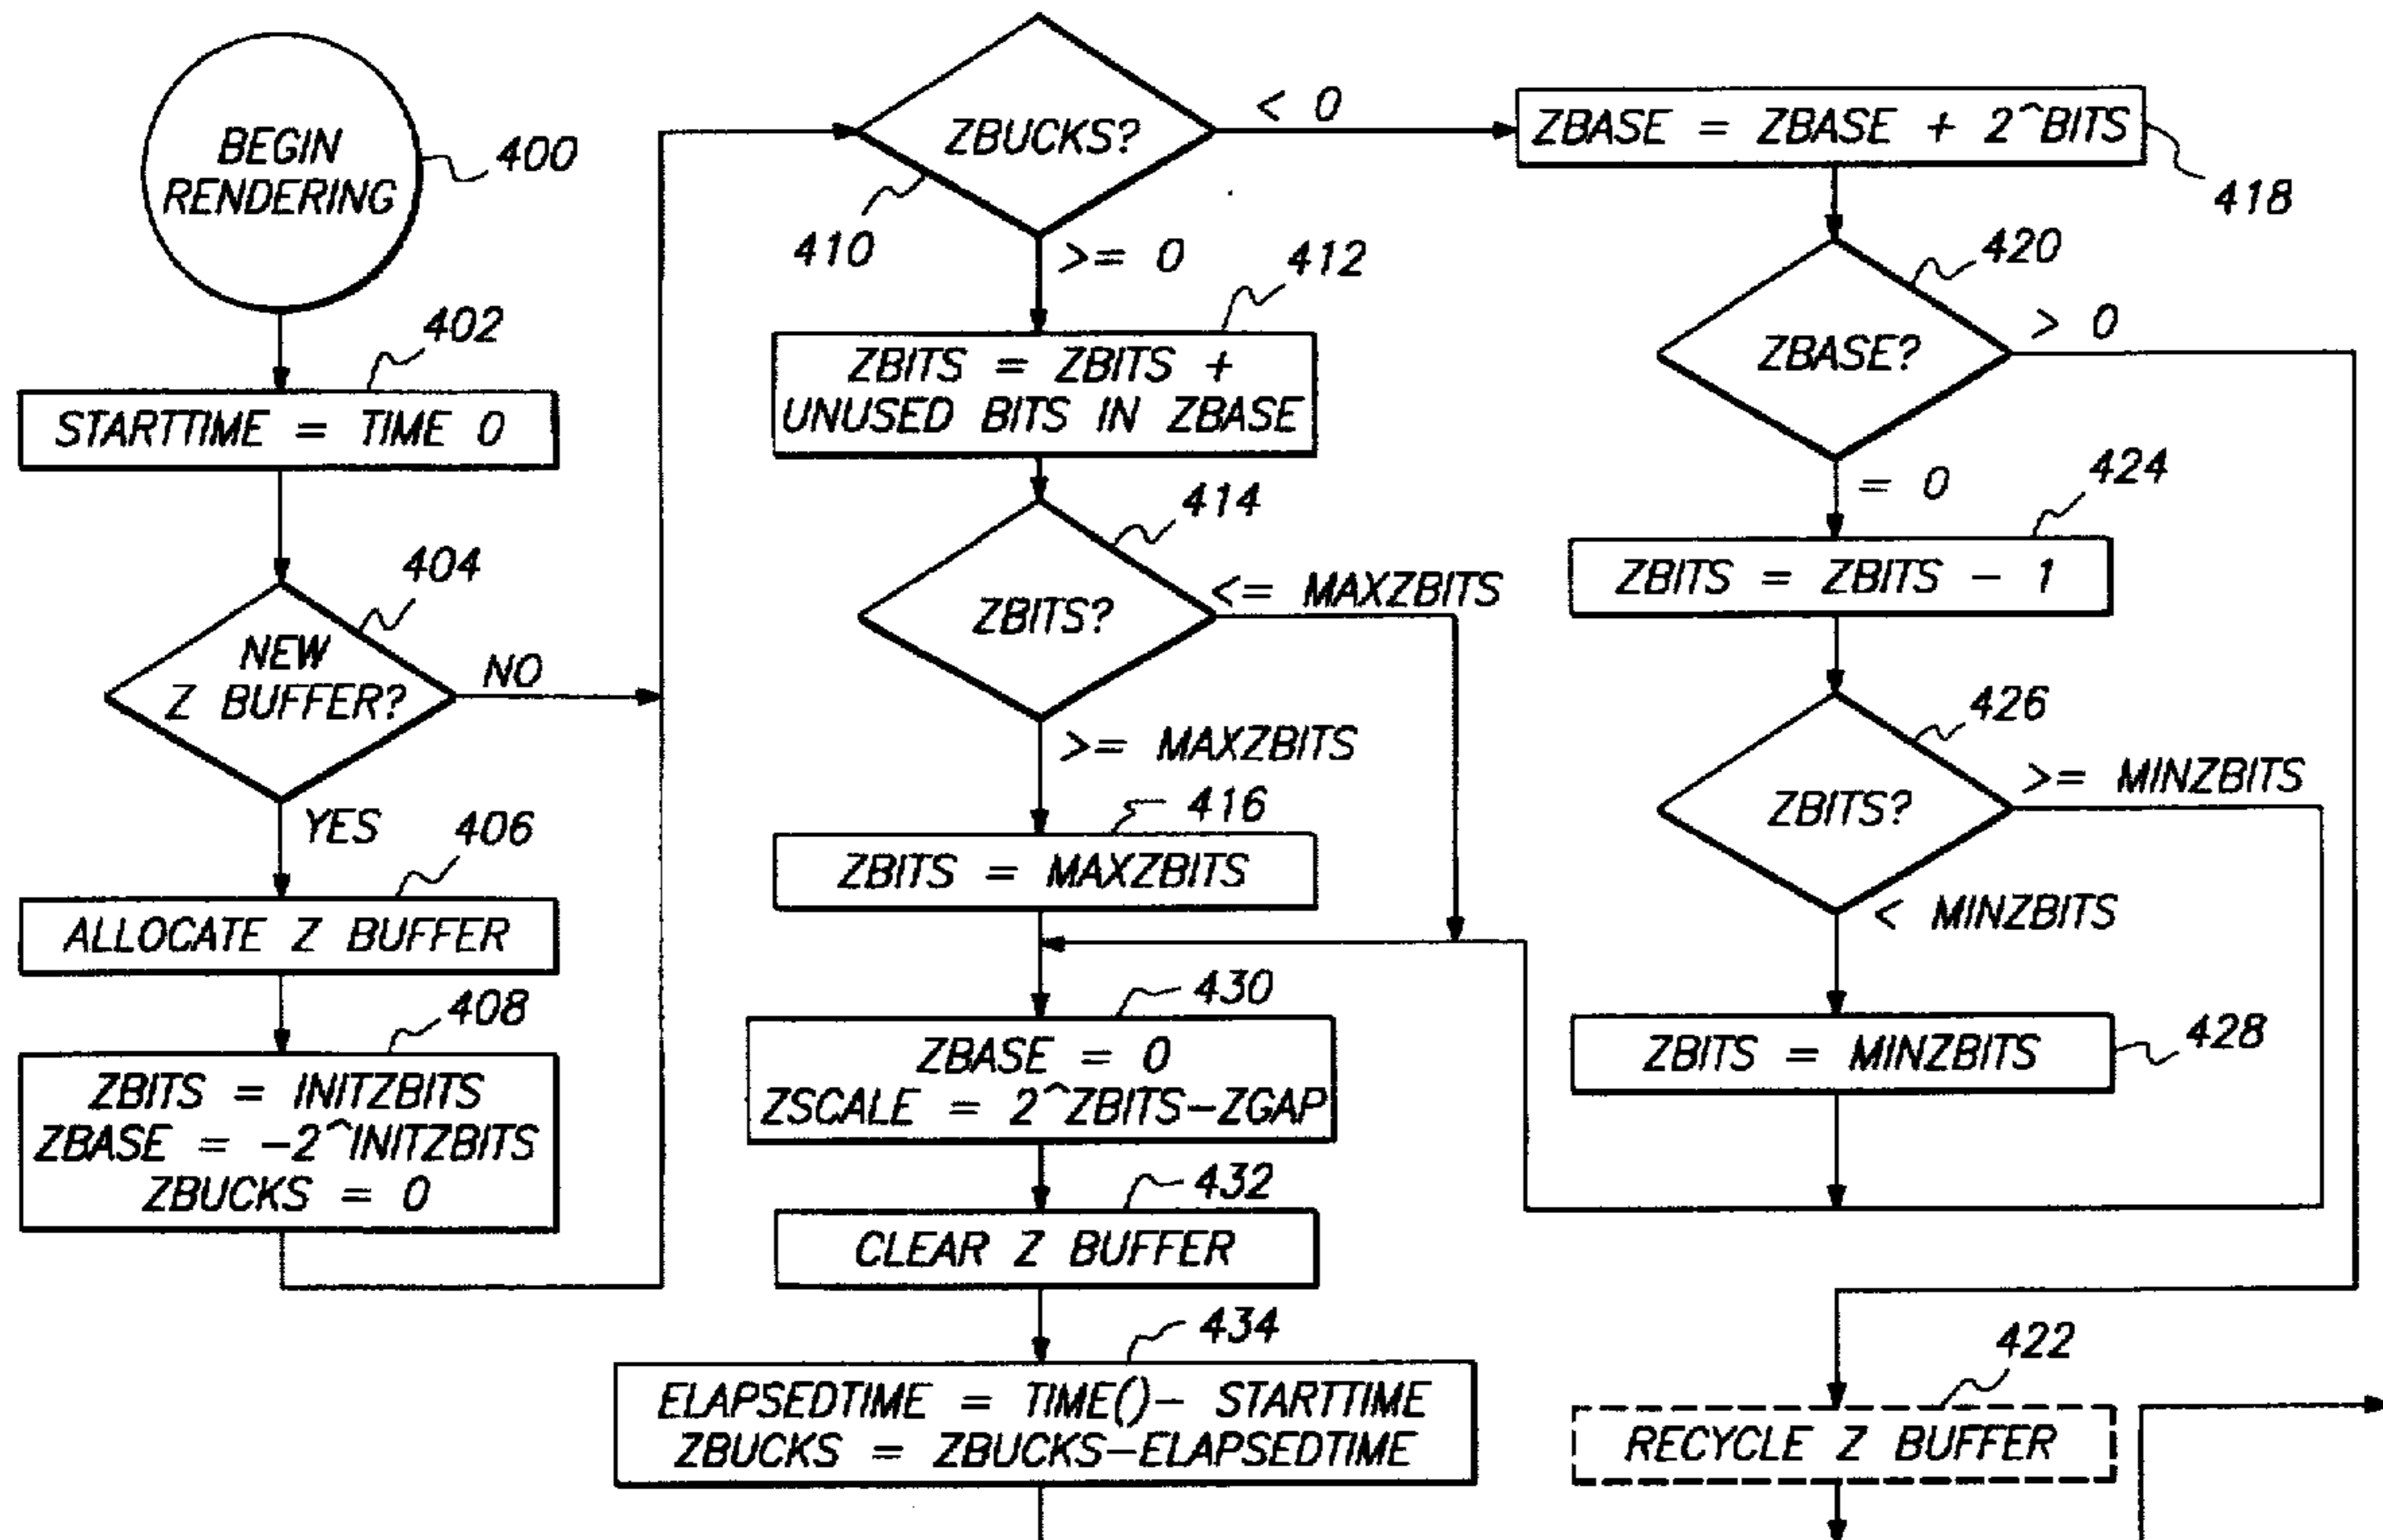 BEGIN
RENDERING
400
402
STARTTIME = TIME 0
404
NEW
Z BUFFER?
NO
YES
406
ALLOCATE Z BUFFER
408
ZBITS = INITZBITS
ZBASE = -2^INITZBITS
ZBUCKS = 0
ZBUCKS?
410
< 0
>= 0
412
ZBITS = ZBITS +
UNUSED BITS IN ZBASE
414
ZBITS?
<= MAXZBITS
>= MAXZBITS
416
ZBITS = MAXZBITS
430
ZBASE = 0
ZSCALE = 2^ZBITS-ZGAP
432
CLEAR Z BUFFER
434
ELAPSEDTIME = TIME()- STARTTIME
ZBUCKS = ZBUCKS-ELAPSEDTIME
ZBASE = ZBASE + 2^BITS
418
420
ZBASE?
> 0
= 0
424
ZBITS = ZBITS - 1
426
ZBITS?
>= MINZBITS
< MINZBITS
ZBITS = MINZBITS
428
422
RECYCLE Z BUFFER